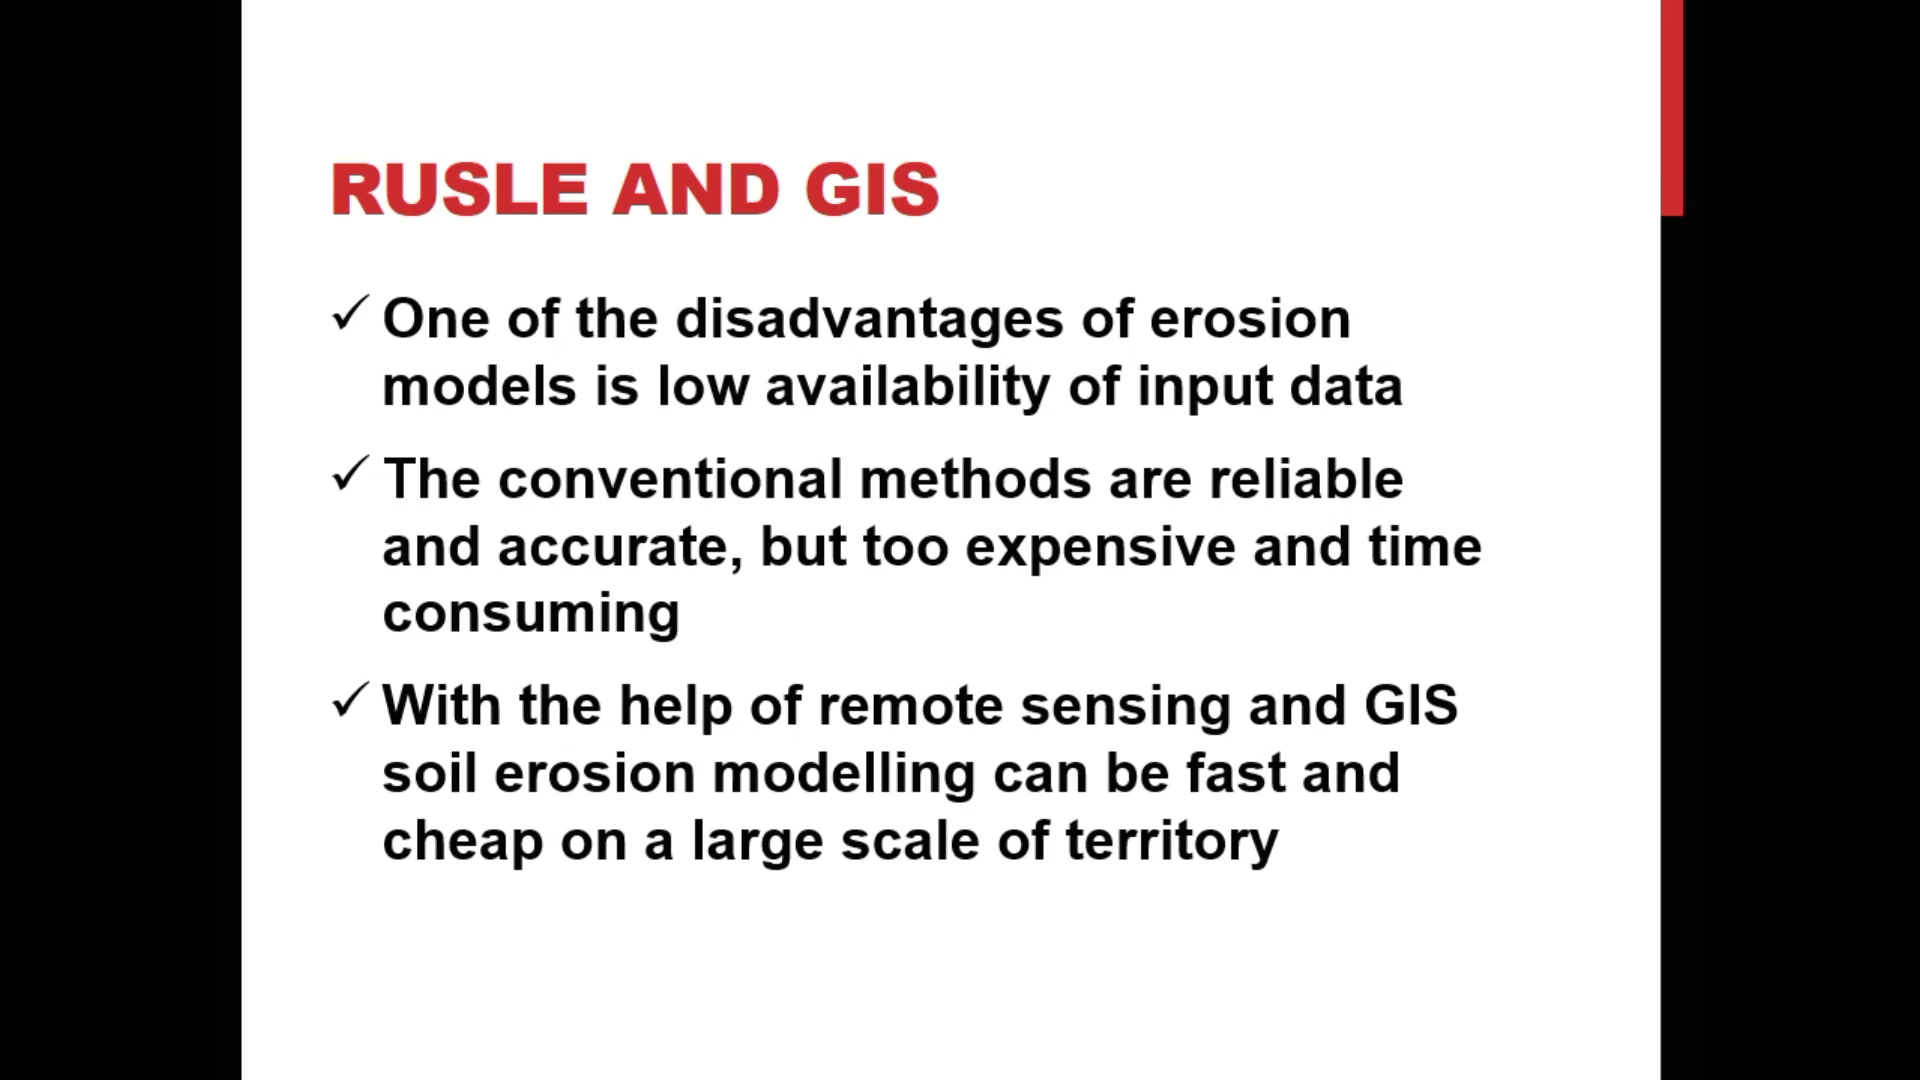 RUSLE AND GIS
✓ One of the disadvantages of erosion
models is low availability of input data
✓ The conventional methods are reliable
and accurate, but too expensive and time
consuming
✓ With the help of remote sensing and GIS
soil erosion modelling can be fast and
cheap on a large scale of territory